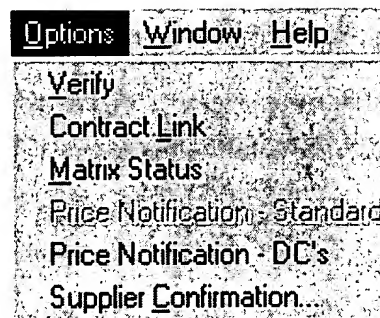 Options Window Help
Verify
Contract Link
Matrix Status
Price Notification - Standard
Price Notification - DC's
Supplier Confirmation...